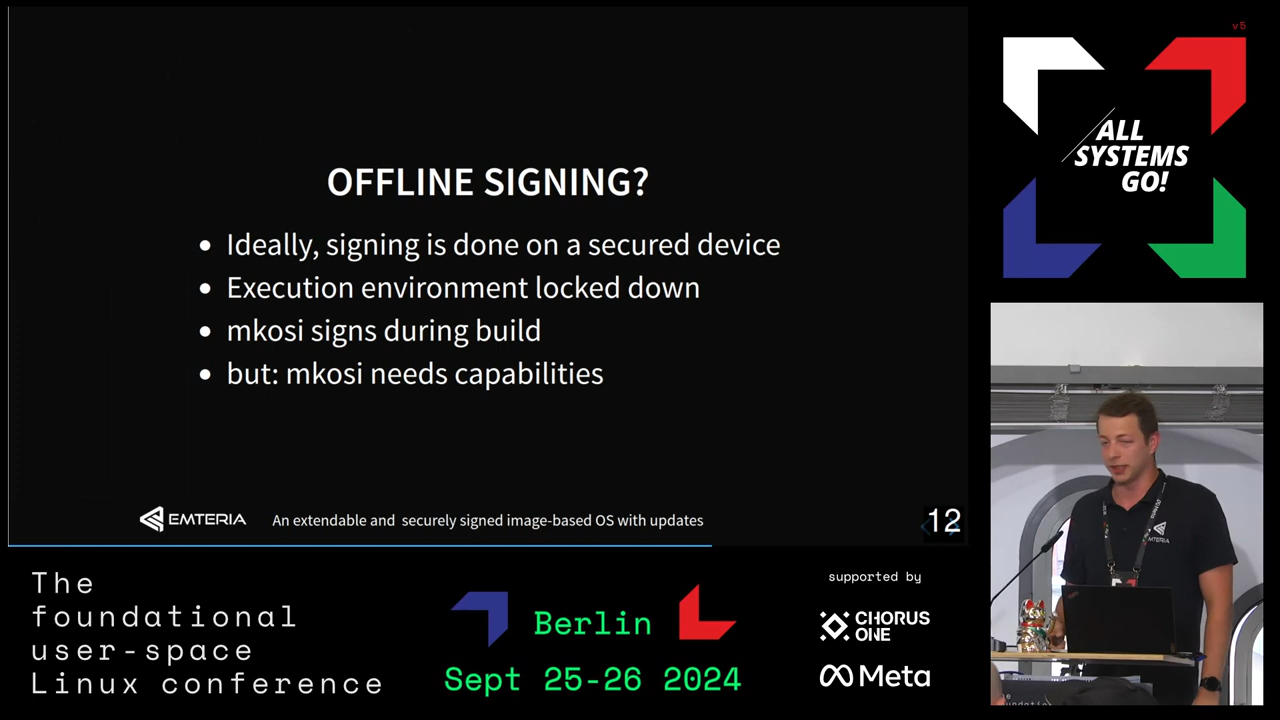 OFFLINE SIGNING?
• Ideally, signing is done on a secured device
• Execution environment locked down
• mkosi signs during build
• but: mkosi needs capabilities
EMTERIA
An extendable and securely signed image-based OS with updates
12
v5
ALL
SYSTEMS
GO!
EMTERIA
The
foundational
user-space
Linux conference
Berlin
Sept 25-26 2024
supported by
CHORUS
ONE
Meta